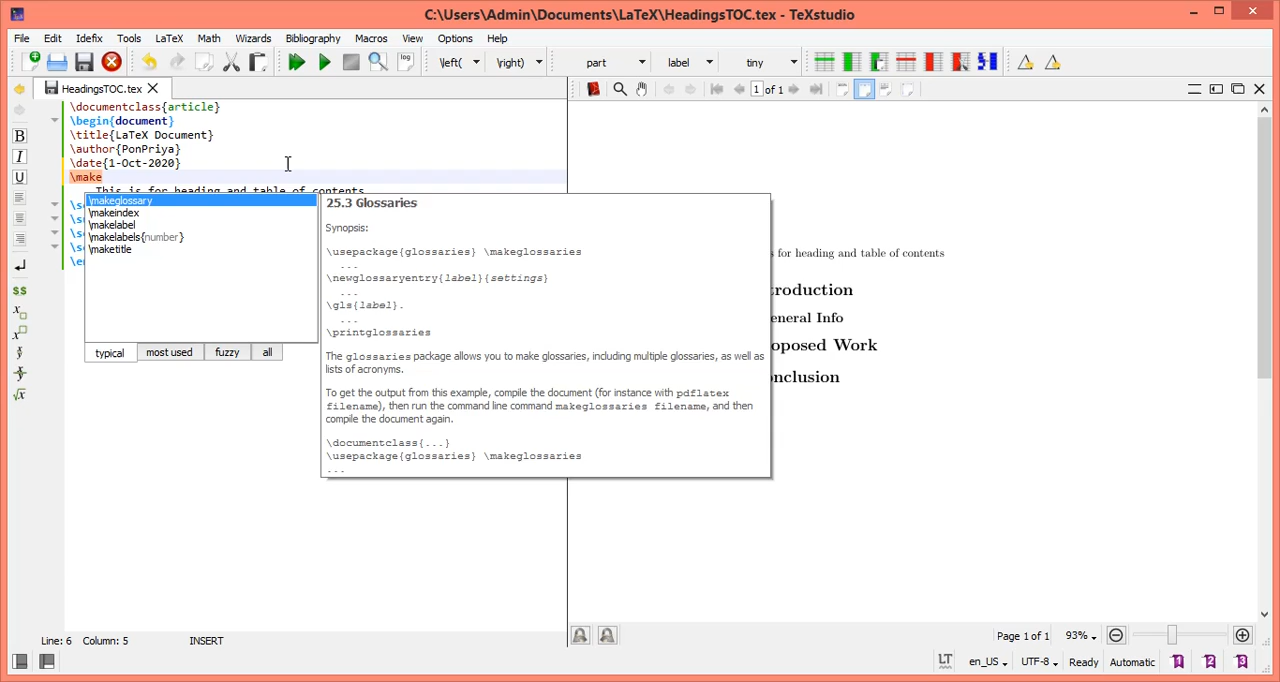 C:\Users\Admin\Documents\LaTeX\HeadingsTOC.tex - TeXstudio
File Edit Idefix Tools LaTeX Math Wizards Bibliography Macros View Options Help
log \left( \right) part label tiny
HeadingsTOC.tex
1 of 1
\documentclass{article}
\begin{document}
\title{LaTeX Document}
\author{PonPriya}
\date{1-Oct-2020}
\make
This is for heading and table of contents
\makeglossary
\makeindex
\makelabel
\makelabels{number}
\maketitle
typical most used fuzzy all
25.3 Glossaries
Synopsis:
\usepackage{glossaries} \makeglossaries
...
\newglossaryentry{label}{settings}
...
\gls{label}.
...
\printglossaries
The glossaries package allows you to make glossaries, including multiple glossaries, as well as
lists of acronyms.
To get the output from this example, compile the document (for instance with pdflatex
filename), then run the command line command makeglossaries filename, and then
compile the document again.
\documentclass{...}
\usepackage{glossaries} \makeglossaries
...
s for heading and table of contents
troduction
eneral Info
oposed Work
nclusion
Line: 6 Column: 5 INSERT
Page 1 of 1 93%
LT en_US UTF-8 Ready Automatic 1 2 3